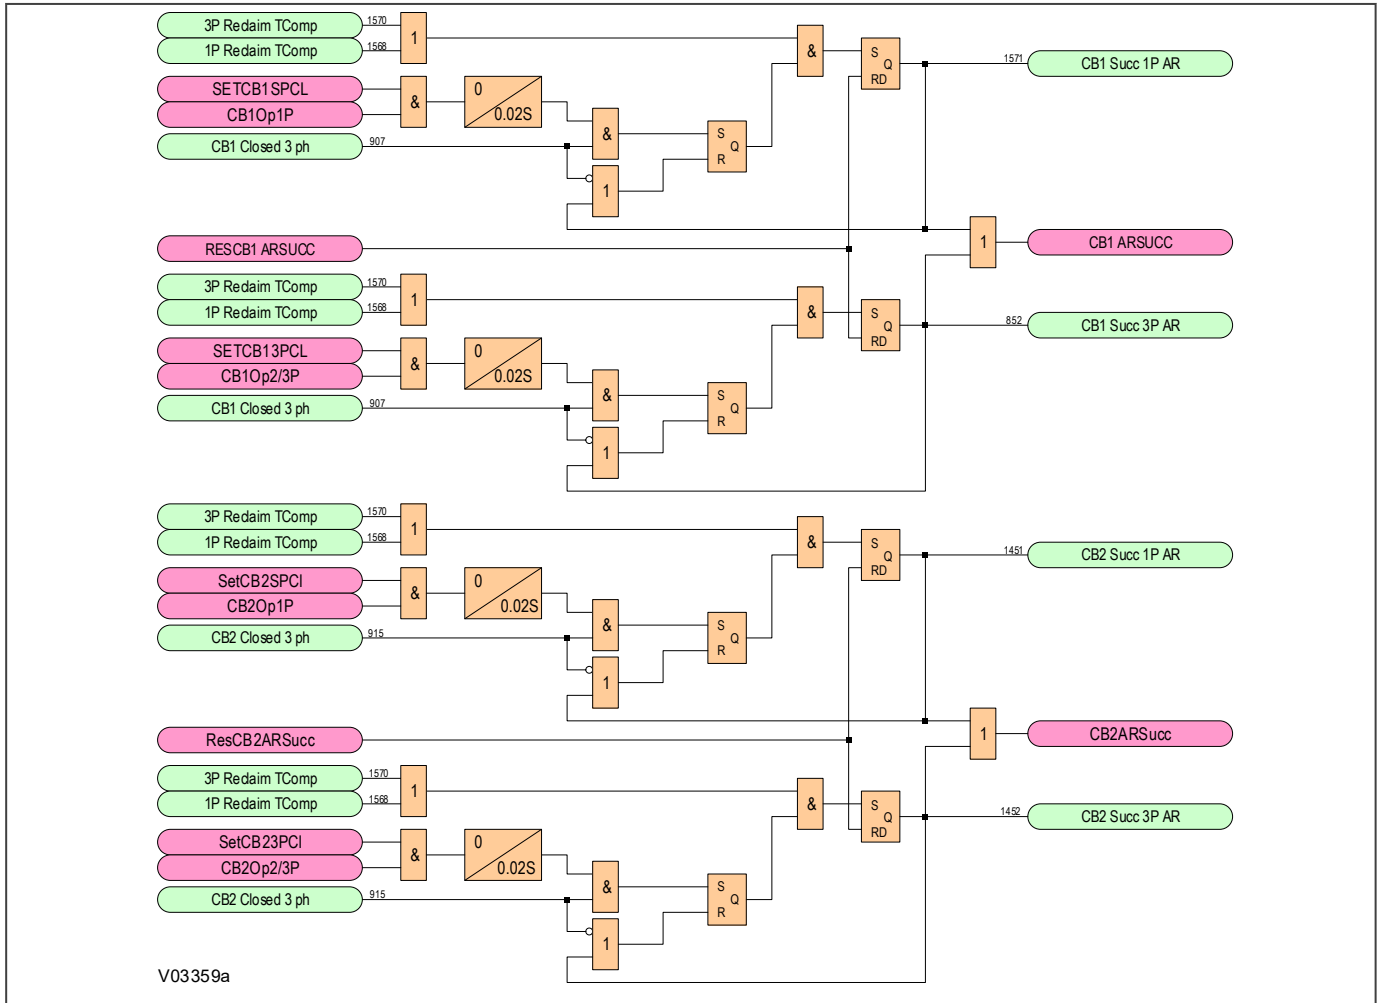 3P Redaim TComp 1570
1P Redaim TComp 1568
1
&
S
Q
RD
1571 CB1 Succ 1P AR
SETCB1SPCL
CB1Op1P
&
0
0.02S
CB1 Closed 3 ph 907
&
S
Q
R
1
RESCB1 ARSUCC
1
CB1 ARSUCC
3P Redaim TComp 1570
1P Redaim TComp 1568
1
&
S
Q
RD
852 CB1 Succ 3P AR
SETCB13PCL
CB1Op2/3P
&
0
0.02S
CB1 Closed 3 ph 907
&
S
Q
R
1
3P Redaim TComp 1570
1P Redaim TComp 1568
1
&
S
Q
RD
1451 CB2 Succ 1P AR
SetCB2SPCl
CB2Op1P
&
0
0.02S
CB2 Closed 3 ph 915
&
S
Q
R
1
ResCB2ARSucc
1
CB2ARSucc
3P Redaim TComp 1570
1P Redaim TComp 1568
1
&
S
Q
RD
1452 CB2 Succ 3P AR
SetCB23PCl
CB2Op2/3P
&
0
0.02S
CB2 Closed 3 ph 915
&
S
Q
R
1
V03359a